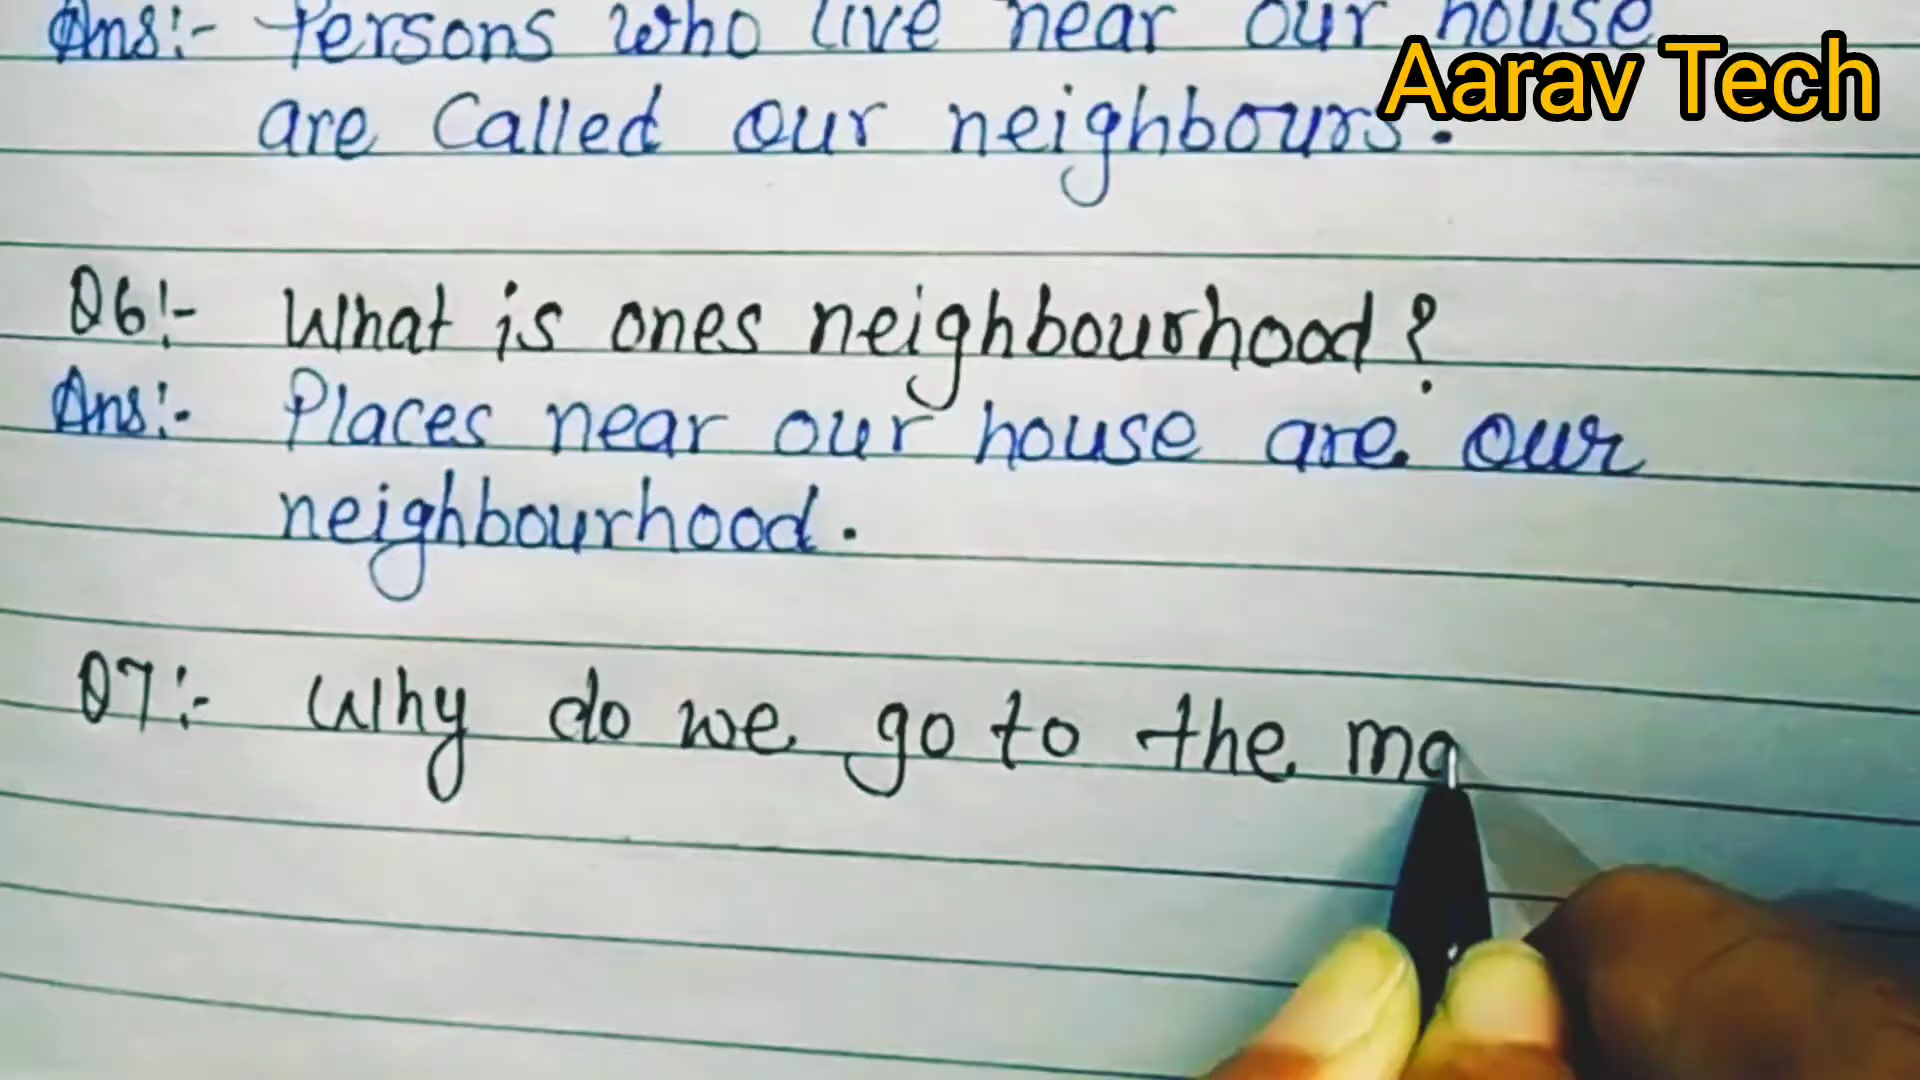 Ans:- Persons who live near our house
Aarav Tech
are Called our neighbours.
Q6:- What is ones neighbourhood?
Ans:- Places near our house are our
neighbourhood.
Q7:- Why do we go to the ma